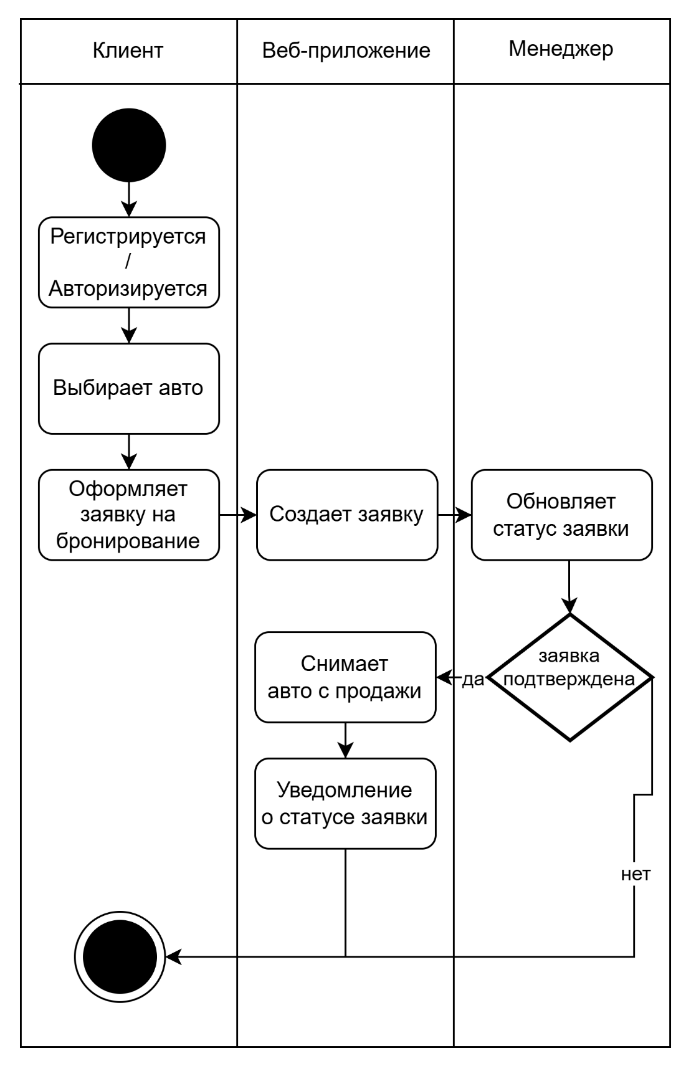 Клиент
Веб-приложение
Менеджер
Регистрируется
/
Авторизируется
Выбирает авто
Оформляет
заявку на
бронирование
Создает заявку
Обновляет
статус заявки
заявка
подтверждена
да
Снимает
авто с продажи
Уведомление
о статусе заявки
нет